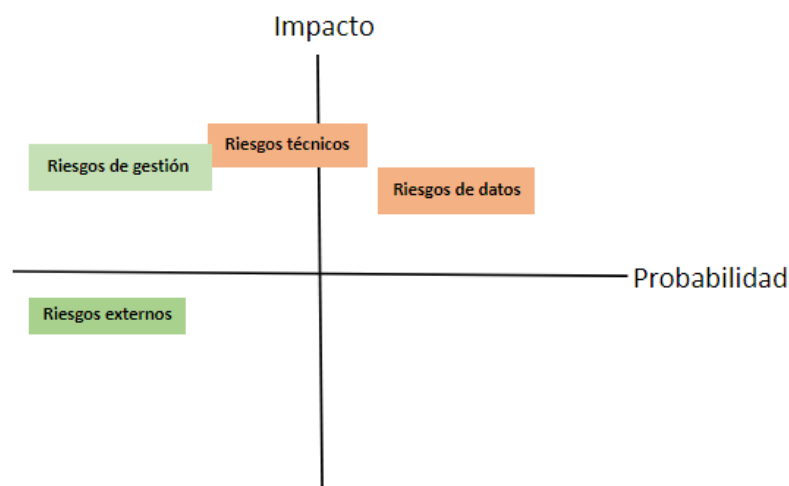 Impacto
Riesgos técnicos
Riesgos de gestión
Riesgos de datos
Probabilidad
Riesgos externos